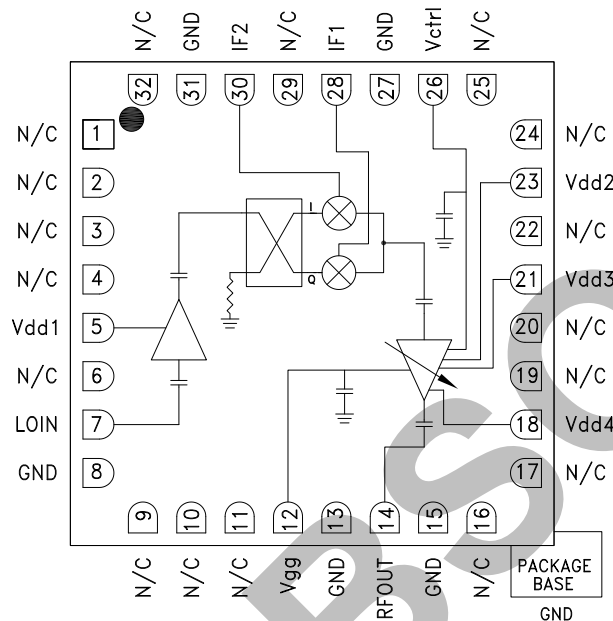 N/C GND IF2 N/C IF1 GND Vctrl N/C
32 31 30 29 28 27 26 25
N/C 1 24 N/C
N/C 2 23 Vdd2
I
N/C 3 22 N/C
N/C 4 21 Vdd3
Q
Vdd1 5 20 N/C
N/C 6 19 N/C
LOIN 7 18 Vdd4
GND 8 17 N/C
9 10 11 12 13 14 15 16
N/C N/C N/C Vgg GND RFOUT GND N/C
PACKAGE
BASE
GND
BSO